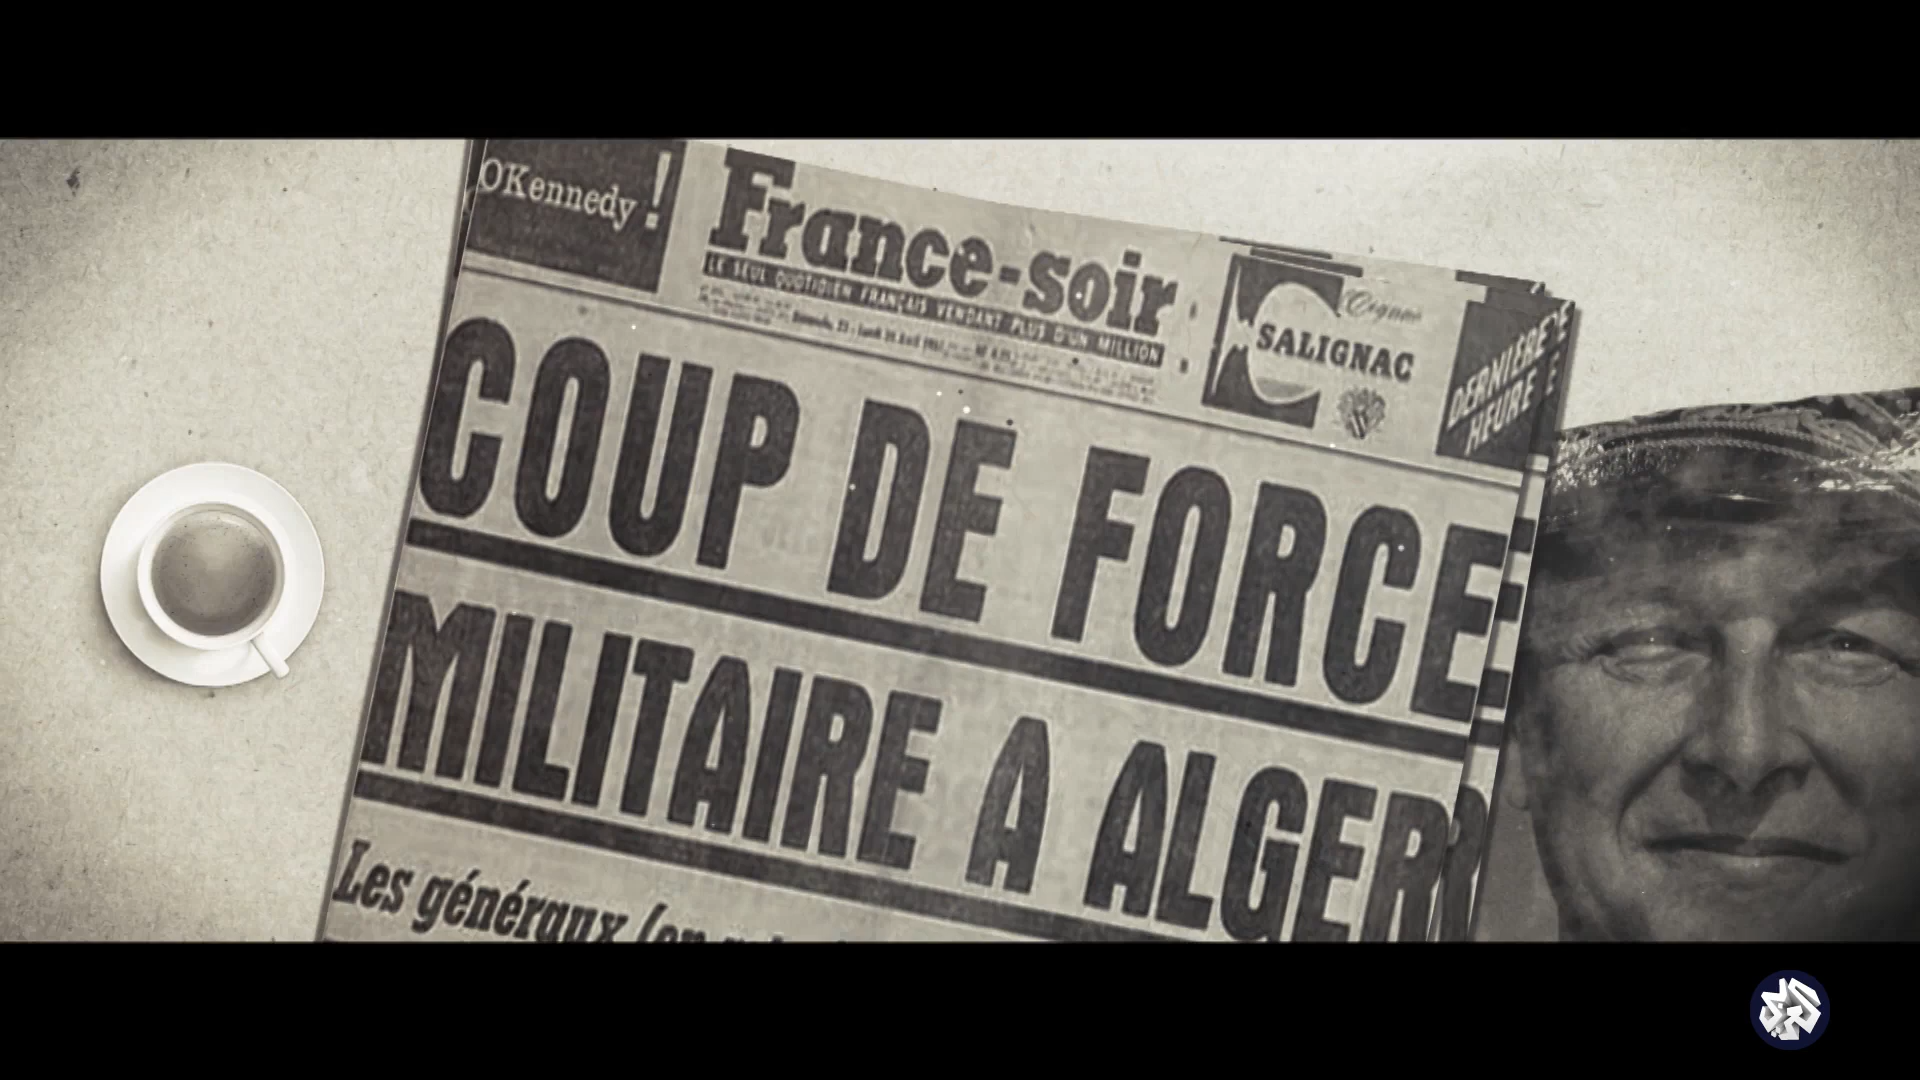 OKennedy!
France-soir
LE SEUL QUOTIDIEN FRANÇAIS VENDANT PLUS D'UN MILLION
Cognac
SALIGNAC
DERNIÈRE
HEURE
COUP DE FORCE
MILITAIRE A ALGER
Les généraux